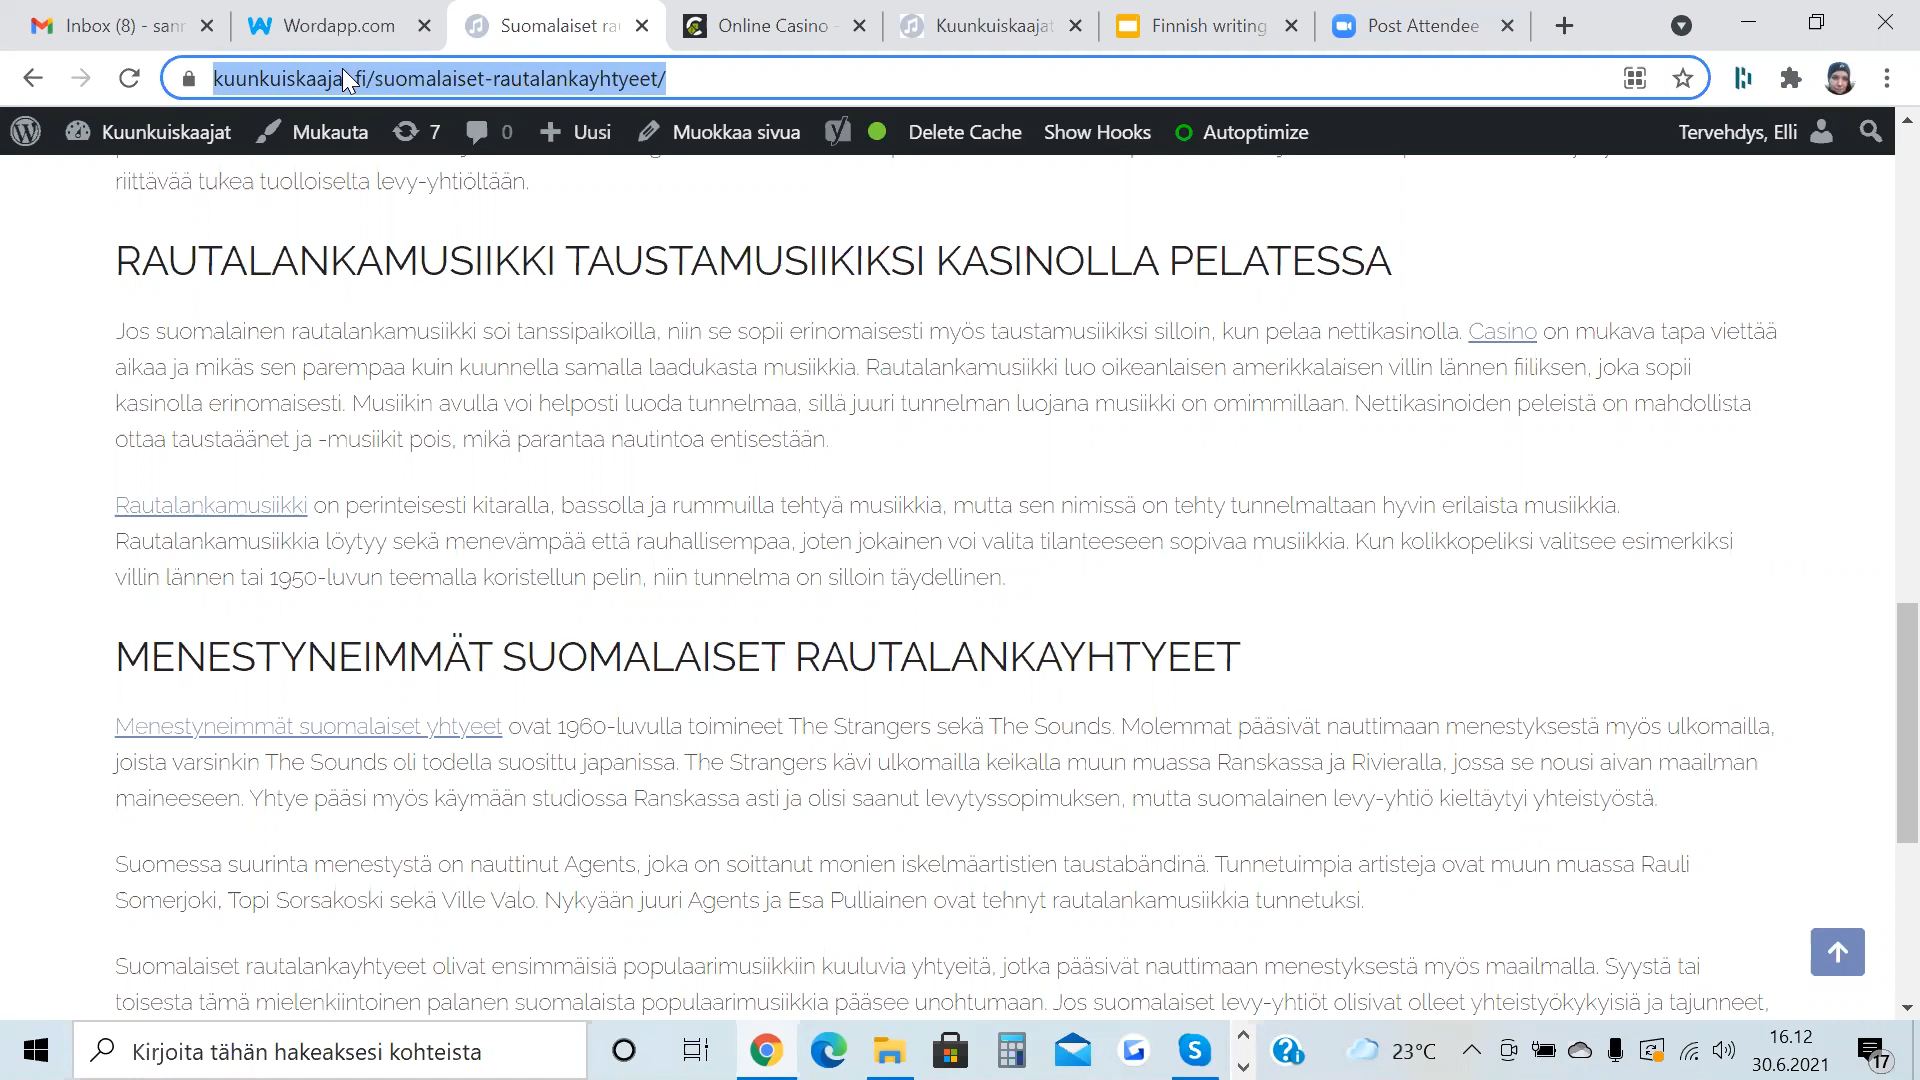 Inbox (8) - sanr
Wordapp.com
Suomalaiset ra
Online Casino -
Kuunkuiskaajat
Finnish writing
Post Attendee
kuunkuiskaajat.fi/suomalaiset-rautalankayhtyeet/
Kuunkuiskaajat
Mukauta
7
0
Uusi
Muokkaa sivua
Delete Cache
Show Hooks
Autoptimize
Tervehdys, Elli
riittävää tukea tuolloiselta levy-yhtiöltään.
RAUTALANKAMUSIIKKI TAUSTAMUSIIKIKSI KASINOLLA PELATESSA
Jos suomalainen rautalankamusiikki soi tanssipaikoilla, niin se sopii erinomaisesti myös taustamusiikiksi silloin, kun pelaa nettikasinolla. Casino on mukava tapa viettää
aikaa ja mikäs sen parempaa kuin kuunnella samalla laadukasta musiikkia. Rautalankamusiikki luo oikeanlaisen amerikkalaisen villin lännen fiiliksen, joka sopii
kasinolla erinomaisesti. Musiikin avulla voi helposti luoda tunnelmaa, sillä juuri tunnelman luojana musiikki on omimmillaan. Nettikasinoiden peleistä on mahdollista
ottaa taustaäänet ja -musiikit pois, mikä parantaa nautintoa entisestään.
Rautalankamusiikki on perinteisesti kitaralla, bassolla ja rummuilla tehtyä musiikkia, mutta sen nimissä on tehty tunnelmaltaan hyvin erilaista musiikkia.
Rautalankamusiikkia löytyy sekä menevämpää että rauhallisempaa, joten jokainen voi valita tilanteeseen sopivaa musiikkia. Kun kolikkopeliksi valitsee esimerkiksi
villin lännen tai 1950-luvun teemalla koristellun pelin, niin tunnelma on silloin täydellinen.
MENESTYNEIMMÄT SUOMALAISET RAUTALANKAYHTYEET
Menestyneimmät suomalaiset yhtyeet ovat 1960-luvulla toimineet The Strangers sekä The Sounds. Molemmat pääsivät nauttimaan menestyksestä myös ulkomailla,
joista varsinkin The Sounds oli todella suosittu japanissa. The Strangers kävi ulkomailla keikalla muun muassa Ranskassa ja Rivieralla, jossa se nousi aivan maailman
maineeseen. Yhtye pääsi myös käymään studiossa Ranskassa asti ja olisi saanut levytyssopimuksen, mutta suomalainen levy-yhtiö kieltäytyi yhteistyöstä.
Suomessa suurinta menestystä on nauttinut Agents, joka on soittanut monien iskelmäartistien taustabändinä. Tunnetuimpia artisteja ovat muun muassa Rauli
Somerjoki, Topi Sorsakoski sekä Ville Valo. Nykyään juuri Agents ja Esa Pulliainen ovat tehnyt rautalankamusiikkia tunnetuksi.
Suomalaiset rautalankayhtyeet olivat ensimmäisiä populaarimusiikkiin kuuluvia yhtyeitä, jotka pääsivät nauttimaan menestyksestä myös maailmalla. Syystä tai
toisesta tämä mielenkiintoinen palanen suomalaista populaarimusiikkia pääsee unohtumaan. Jos suomalaiset levy-yhtiöt olisivat olleet yhteistyökykyisiä ja tajunneet,
Kirjoita tähän hakeaksesi kohteista
23°C
16.12
30.6.2021
17